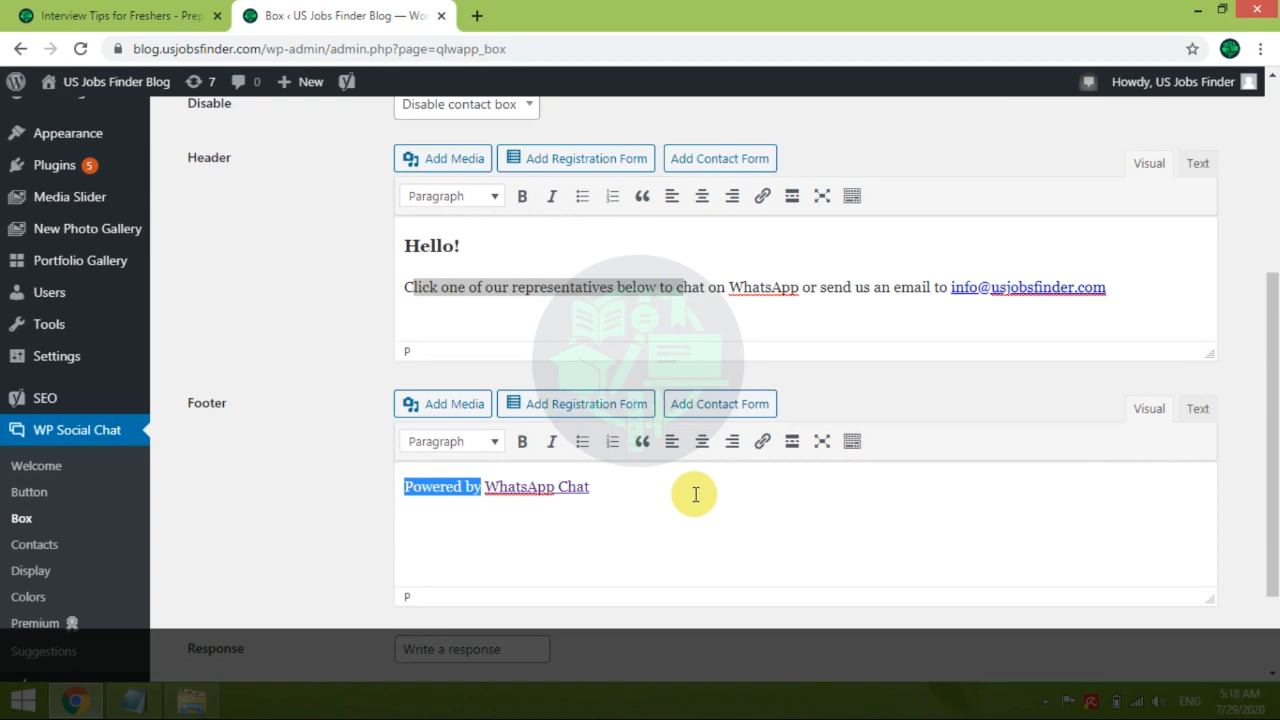 Interview Tips for Freshers - Prep
Box ‹ US Jobs Finder Blog — Wor
blog.usjobsfinder.com/wp-admin/admin.php?page=qlwapp_box
US Jobs Finder Blog 7 0 New Howdy, US Jobs Finder
Disable Disable contact box
Appearance
Header Add Media Add Registration Form Add Contact Form Visual Text
Plugins 5
Media Slider Paragraph
New Photo Gallery
Hello!
Portfolio Gallery
Users Click one of our representatives below to chat on WhatsApp or send us an email to info@usjobsfinder.com
Tools
Settings P
SEO
Footer Add Media Add Registration Form Add Contact Form Visual Text
WP Social Chat
Paragraph
Welcome
Button Powered by WhatsApp Chat
Box
Contacts
Display
Colors P
Premium
Suggestions Response Write a response
ENG 5:18 AM
7/29/2020